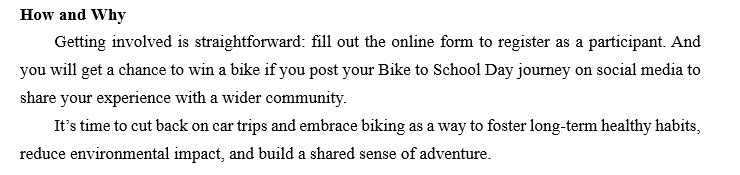 How and Why
Getting involved is straightforward: fill out the online form to register as a participant. And
you will get a chance to win a bike if you post your Bike to School Day journey on social media to
share your experience with a wider community.
It’s time to cut back on car trips and embrace biking as a way to foster long-term healthy habits,
reduce environmental impact, and build a shared sense of adventure.